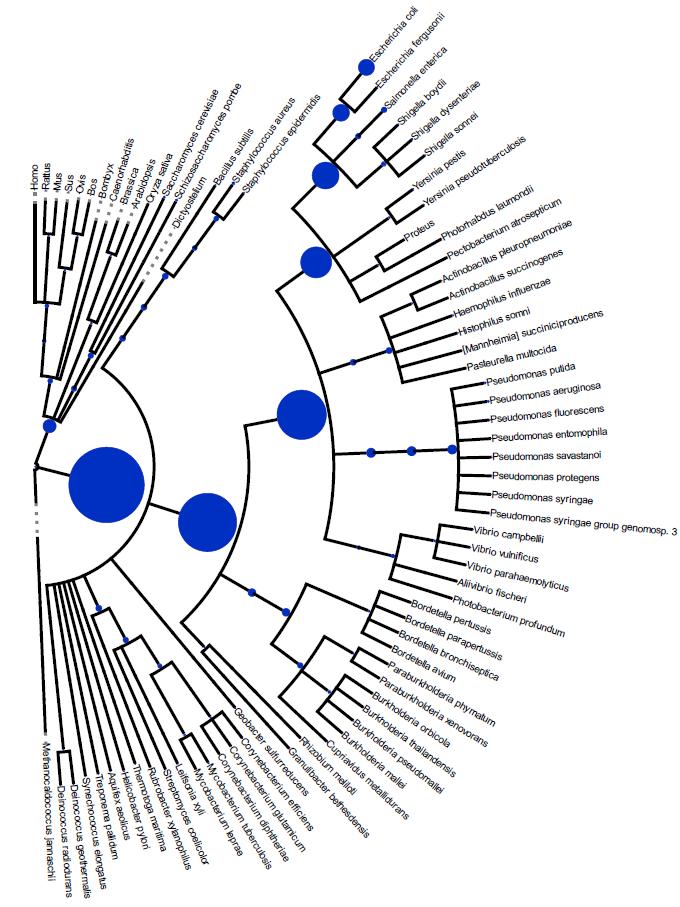 Homo
Rattus
Mus
Sus
Ovis
Bos
Bombyx
Caenorhabditis
Brassica
Arabidopsis
Oryza sativa
Saccharomyces cerevisiae
Schizosaccharomyces pombe
Dictyostelium
Bacillus subtilis
Staphylococcus aureus
Staphylococcus epidermidis
Escherichia coli
Escherichia fergusonii
Salmonella enterica
Shigella boydii
Shigella dysenteriae
Shigella sonnei
Yersinia pestis
Yersinia pseudotuberculosis
Proteus
Photorhabdus laumondii
Pectobacterium atrosepticum
Actinobacillus pleuropneumoniae
Actinobacillus succinogenes
Haemophilus influenzae
Histophilus somni
[Mannheimia] succiniciproducens
Pasteurella multocida
Pseudomonas putida
Pseudomonas aeruginosa
Pseudomonas fluorescens
Pseudomonas entomophila
Pseudomonas savastanoi
Pseudomonas protegens
Pseudomonas syringae
Pseudomonas syringae group genomosp. 3
Vibrio campbellii
Vibrio vulnificus
Vibrio parahaemolyticus
Aliivibrio fischeri
Photobacterium profundum
Bordetella pertussis
Bordetella parapertussis
Bordetella bronchiseptica
Bordetella avium
Paraburkholderia phymatum
Paraburkholderia xenovorans
Burkholderia orbicola
Burkholderia thailandensis
Burkholderia pseudomallei
Burkholderia mallei
Cupriavidus metallidurans
Rhizobium meliloti
Granulibacter bethesdensis
Geobacter sulfurreducens
Corynebacterium efficiens
Corynebacterium glutamicum
Corynebacterium diphtheriae
Mycobacterium tuberculosis
Mycobacterium leprae
Leifsonia xyli
Streptomyces coelicolor
Rubrobacter xylanophilus
Thermotoga maritima
Helicobacter pylori
Aquifex aeolicus
Treponema pallidum
Synechococcus elongatus
Deinococcus geothermalis
Deinococcus radiodurans
Methanocaldococcus jannaschii